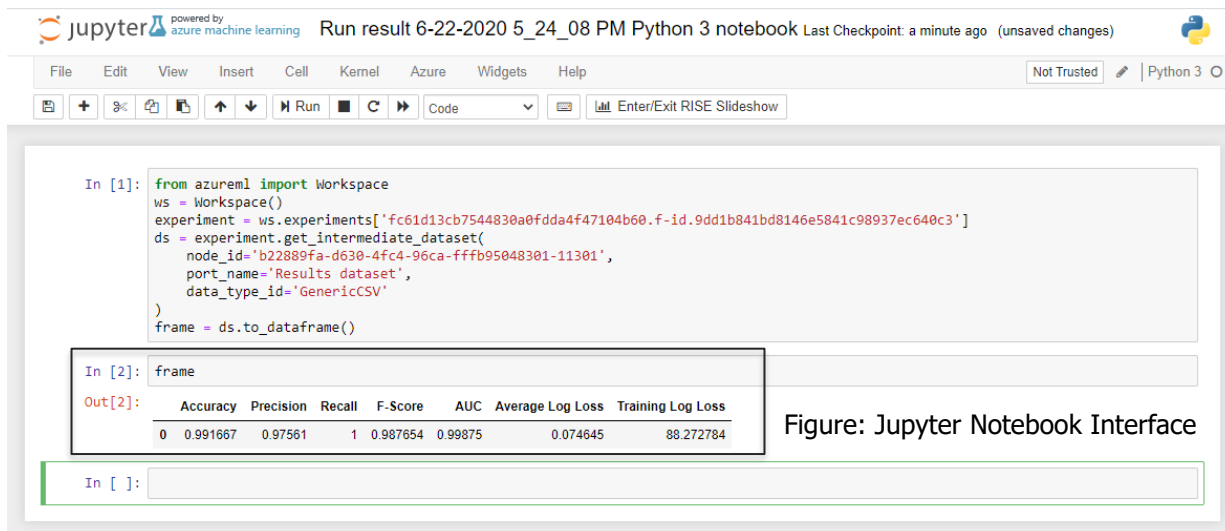 jupyter powered by azure machine learning Run result 6-22-2020 5_24_08 PM Python 3 notebook Last Checkpoint: a minute ago (unsaved changes)
File Edit View Insert Cell Kernel Azure Widgets Help Not Trusted Python 3
Run Code Enter/Exit RISE Slideshow
In [1]: from azureml import Workspace
ws = Workspace()
experiment = ws.experiments['fc61d13cb7544830a0fdda4f47104b60.f-id.9dd1b841bd8146e5841c98937ec640c3']
ds = experiment.get_intermediate_dataset(
    node_id='b22889fa-d630-4fc4-96ca-fffb95048301-11301',
    port_name='Results dataset',
    data_type_id='GenericCSV'
)
frame = ds.to_dataframe()
In [2]: frame
Out[2]: Accuracy Precision Recall F-Score AUC Average Log Loss Training Log Loss
0 0.991667 0.97561 1 0.987654 0.99875 0.074645 88.272784
Figure: Jupyter Notebook Interface
In [ ]: